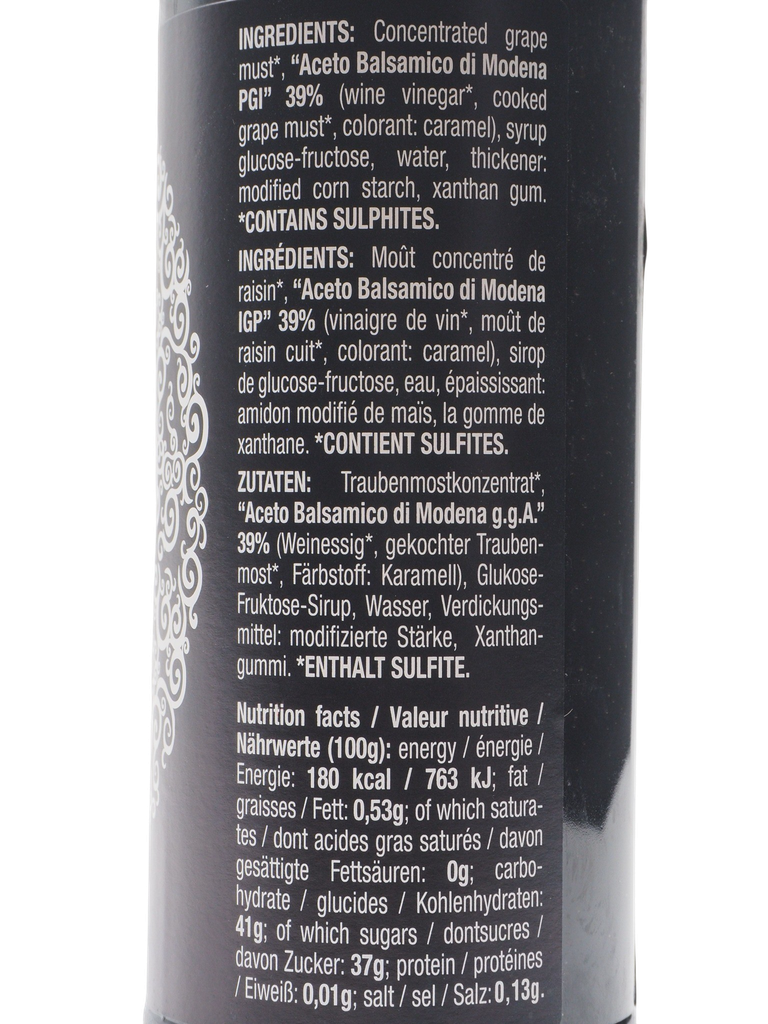 INGREDIENTS: Concentrated grape
must*, “Aceto Balsamico di Modena
PGI” 39% (wine vinegar*, cooked
grape must*, colorant: caramel), syrup
glucose-fructose, water, thickener:
modified corn starch, xanthan gum.
*CONTAINS SULPHITES.
INGRÉDIENTS: Moût concentré de
raisin*, “Aceto Balsamico di Modena
IGP” 39% (vinaigre de vin*, moût de
raisin cuit*, colorant: caramel), sirop
de glucose-fructose, eau, épaississant:
amidon modifié de maïs, la gomme de
xanthane. *CONTIENT SULFITES.
ZUTATEN: Traubenmostkonzentrat*,
“Aceto Balsamico di Modena g.g.A.”
39% (Weinessig*, gekochter Trauben-
most*, Färbstoff: Karamell), Glukose-
Fruktose-Sirup, Wasser, Verdickungs-
mittel: modifizierte Stärke, Xanthan-
gummi. *ENTHALT SULFITE.
Nutrition facts / Valeur nutritive /
Nährwerte (100g): energy / énergie /
Energie: 180 kcal / 763 kJ; fat /
graisses / Fett: 0,53g; of which satura-
tes / dont acides gras saturés / davon
gesättigte Fettsäuren: 0g; carbo-
hydrate / glucides / Kohlenhydraten:
41g; of which sugars / dontsucres /
davon Zucker: 37g; protein / protéines
/ Eiweiß: 0,01g; salt / sel / Salz: 0,13g.